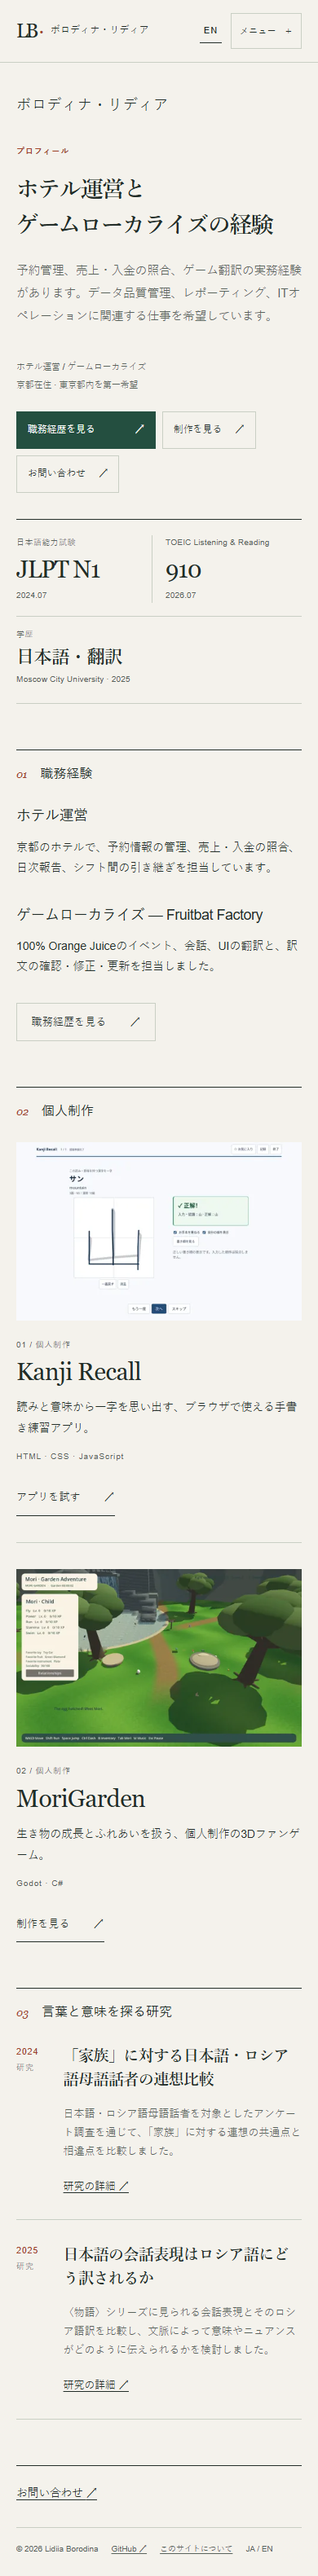 LB. ボロディナ・リディア
EN
メニュー +
ボロディナ・リディア
プロフィール
ホテル運営と
ゲームローカライズの経験
予約管理、売上・入金の照合、ゲーム翻訳の実務経験
があります。データ品質管理、レポーティング、ITオ
ペレーションに関連する仕事を希望しています。
ホテル運営 / ゲームローカライズ
京都在住 · 東京都内を第一希望
職務経歴を見る
制作を見る
お問い合わせ
日本語能力試験
JLPT N1
2024.07
TOEIC Listening & Reading
910
2026.07
学歴
日本語・翻訳
Moscow City University · 2025
01 職務経験
ホテル運営
京都のホテルで、予約情報の管理、売上・入金の照合、
日次報告、シフト間の引き継ぎを担当しています。
ゲームローカライズ — Fruitbat Factory
100% Orange Juiceのイベント、会話、UIの翻訳と、訳
文の確認・修正・更新を担当しました。
職務経歴を見る
02 個人制作
Kanji Recall
サン
✓ 正解!
01 / 個人制作
Kanji Recall
読みと意味から一字を思い出す、ブラウザで使える手書
き練習アプリ。
HTML · CSS · JavaScript
アプリを試す
Mori · Garden Adventure
Mori · Child
02 / 個人制作
MoriGarden
生き物の成長とふれあいを扱う、個人制作の3Dファンゲ
ーム。
Godot · C#
制作を見る
03 言葉と意味を探る研究
2024
研究
「家族」に対する日本語・ロシア
語母語話者の連想比較
日本語・ロシア語母語話者を対象としたアンケー
ト調査を通じて、「家族」に対する連想の共通点と
相違点を比較しました。
研究の詳細
2025
研究
日本語の会話表現はロシア語にど
う訳されるか
〈物語〉シリーズに見られる会話表現とそのロシ
ア語訳を比較し、文脈によって意味やニュアンス
がどのように伝えられるかを検討しました。
研究の詳細
お問い合わせ
© 2026 Lidiia Borodina GitHub このサイトについて JA / EN